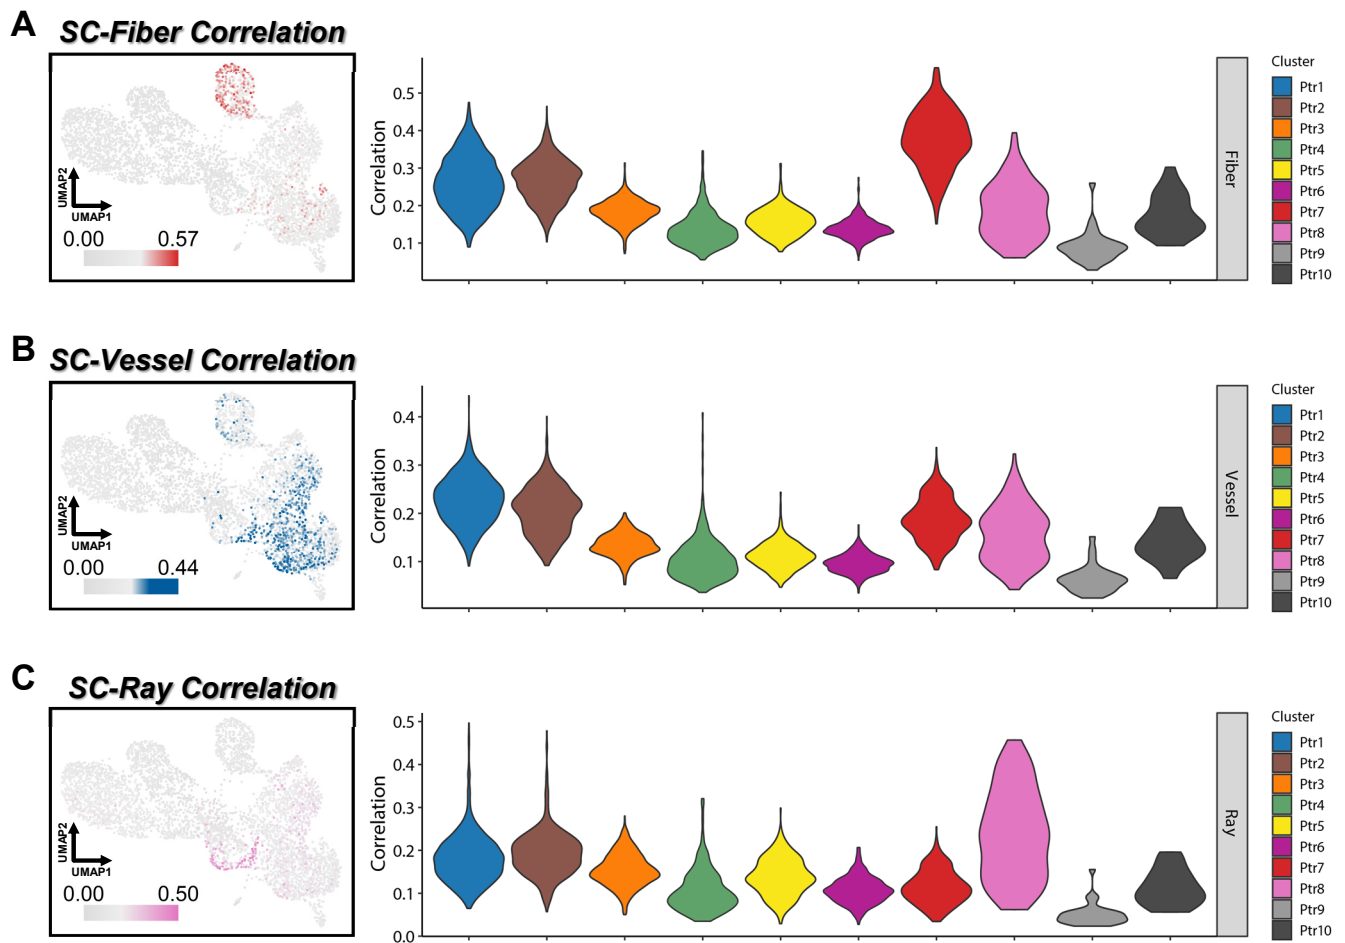 A
SC-Fiber Correlation
UMAP2
UMAP1
0.00 0.57
Correlation
0.5
0.4
0.3
0.2
0.1
Fiber
Cluster
Ptr1
Ptr2
Ptr3
Ptr4
Ptr5
Ptr6
Ptr7
Ptr8
Ptr9
Ptr10
B
SC-Vessel Correlation
UMAP2
UMAP1
0.00 0.44
Correlation
0.4
0.3
0.2
0.1
Vessel
Cluster
Ptr1
Ptr2
Ptr3
Ptr4
Ptr5
Ptr6
Ptr7
Ptr8
Ptr9
Ptr10
C
SC-Ray Correlation
UMAP2
UMAP1
0.00 0.50
Correlation
0.5
0.4
0.3
0.2
0.1
0.0
Ray
Cluster
Ptr1
Ptr2
Ptr3
Ptr4
Ptr5
Ptr6
Ptr7
Ptr8
Ptr9
Ptr10